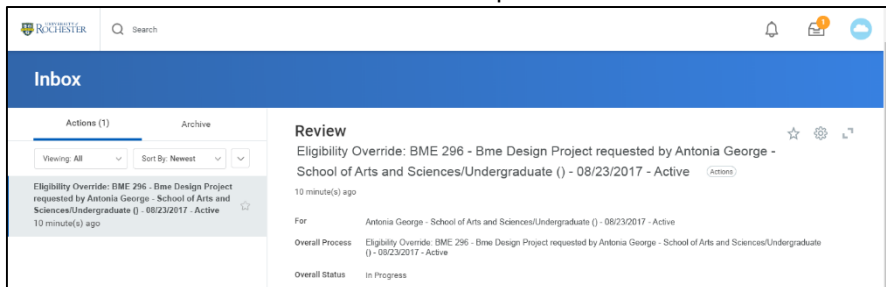 UNIVERSITY of
ROCHESTER
Search
1
Inbox
Actions (1)
Archive
Viewing: All
Sort By: Newest
Eligibility Override: BME 296 - Bme Design Project
requested by Antonia George - School of Arts and
Sciences/Undergraduate () - 08/23/2017 - Active
10 minute(s) ago
Review
Eligibility Override: BME 296 - Bme Design Project requested by Antonia George -
School of Arts and Sciences/Undergraduate () - 08/23/2017 - Active
Actions
10 minute(s) ago
For
Antonia George - School of Arts and Sciences/Undergraduate () - 08/23/2017 - Active
Overall Process
Eligibility Override: BME 296 - Bme Design Project requested by Antonia George - School of Arts and Sciences/Undergraduate
() - 08/23/2017 - Active
Overall Status
In Progress